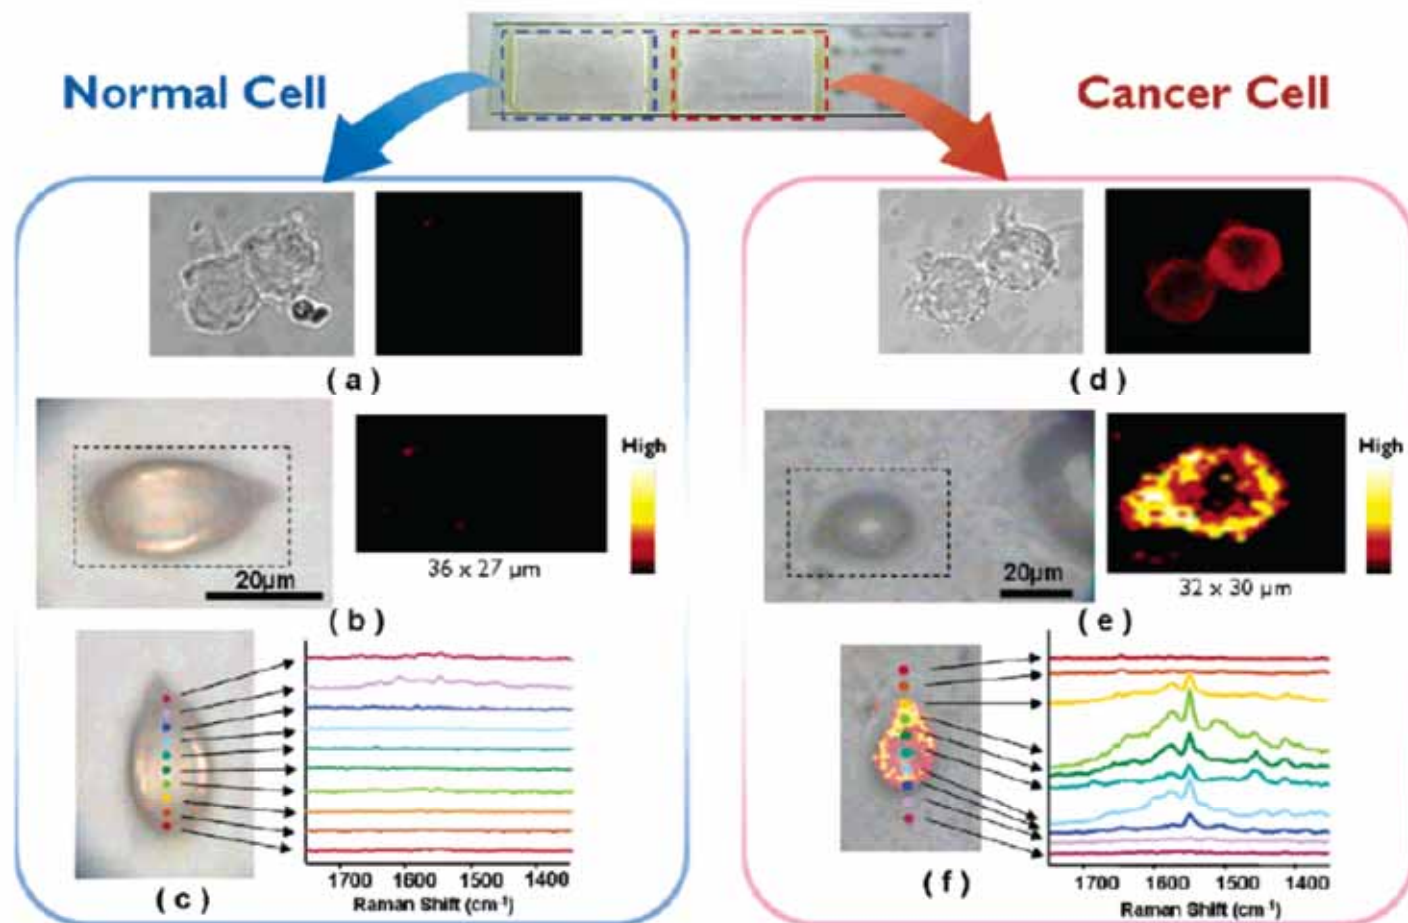 Normal Cell
Cancer Cell
( a )
( d )
High
20μm
36 x 27 μm
( b )
High
20μm
32 x 30 μm
( e )
1700 1600 1500 1400
Raman Shift (cm⁻¹)
( c )
1700 1600 1500 1400
Raman Shift (cm⁻¹)
( f )